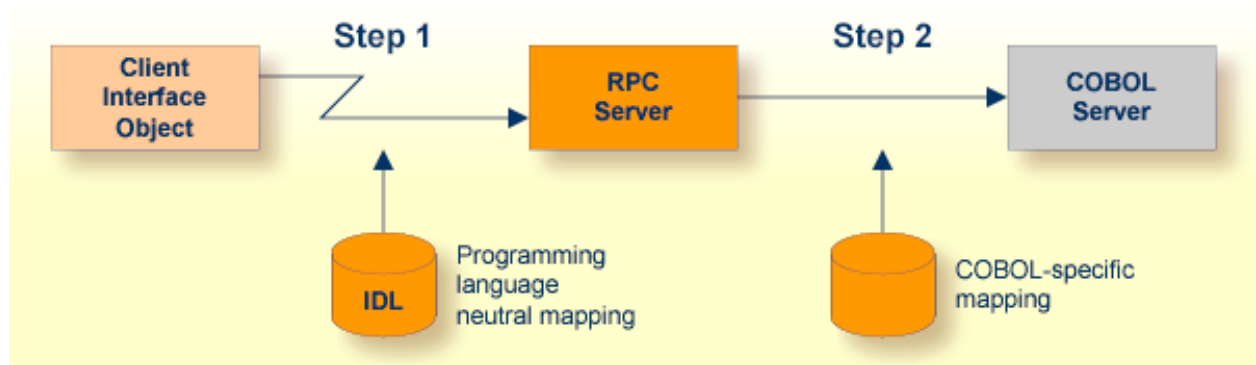 Step 1
Step 2
Client
Interface
Object
RPC
Server
COBOL
Server
IDL
Programming
language
neutral mapping
COBOL-specific
mapping